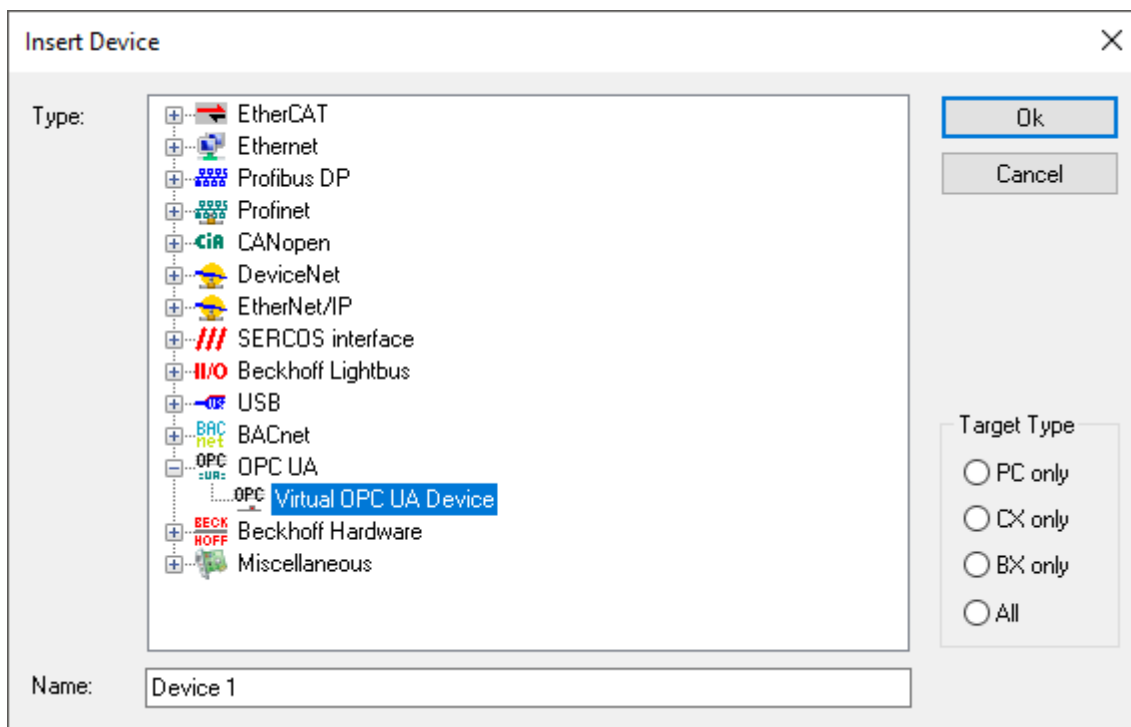 Insert Device
Type:
EtherCAT
Ethernet
Profibus DP
Profinet
CiA CANopen
DeviceNet
EtherNet/IP
SERCOS interface
II/O Beckhoff Lightbus
USB
BAC net BACnet
OPC :UA: OPC UA
OPC Virtual OPC UA Device
BECK HOFF Beckhoff Hardware
Miscellaneous
Ok
Cancel
Target Type
PC only
CX only
BX only
All
Name:
Device 1